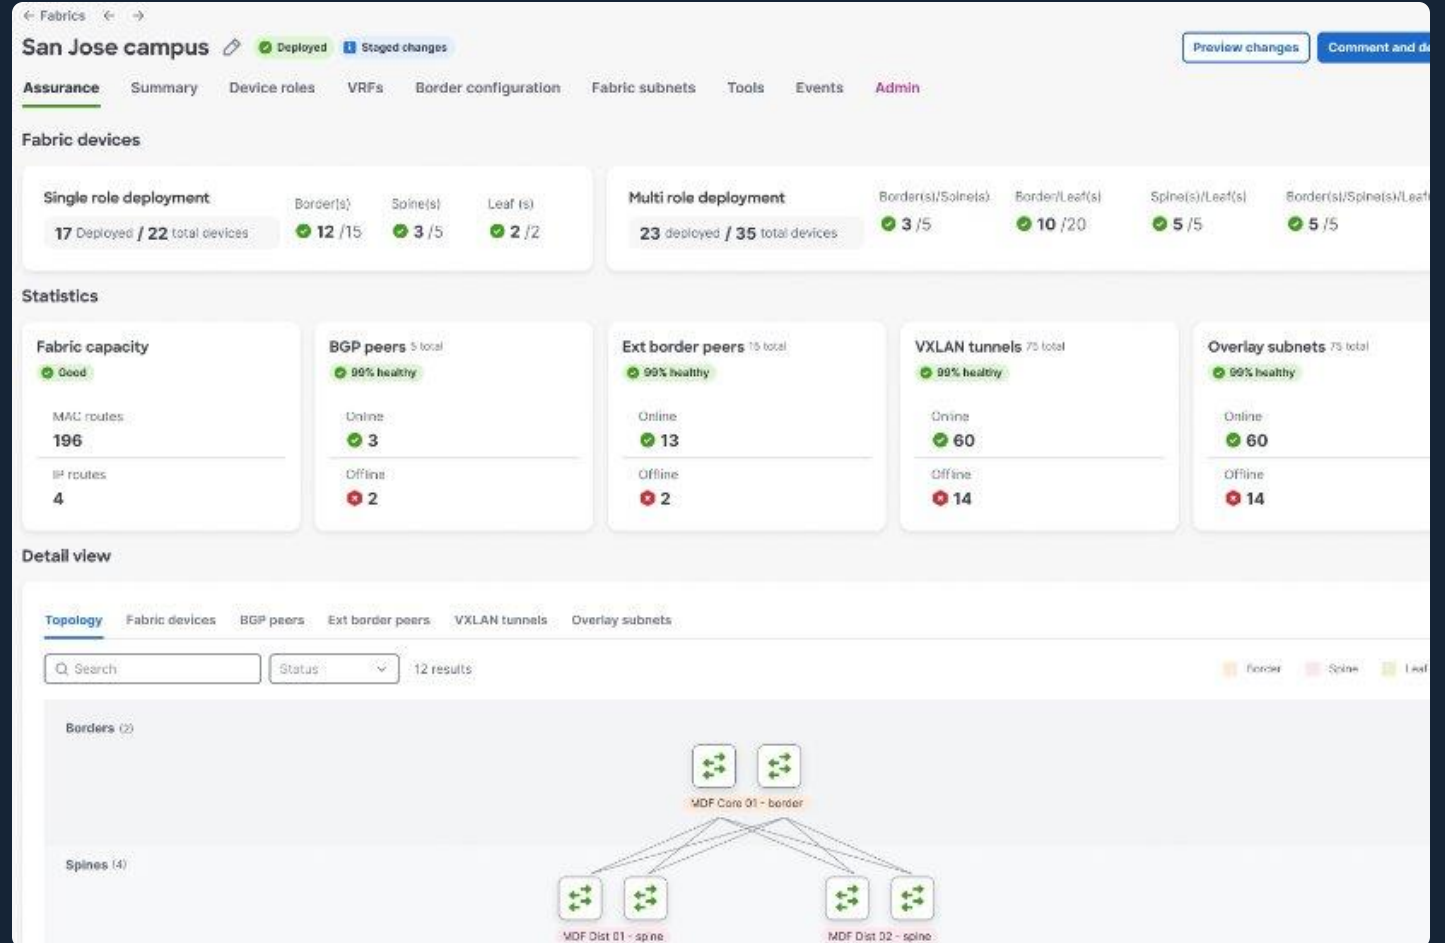 ← Fabrics ← →
San Jose campus Deployed Staged changes
Preview changes Comment and de
Assurance Summary Device roles VRFs Border configuration Fabric subnets Tools Events Admin
Fabric devices
Single role deployment
17 Deployed / 22 total devices
Border(s)
12 /15
Spine(s)
3 /5
Leaf (s)
2 /2
Multi role deployment
23 deployed / 35 total devices
Border(s)/Spine(s)
3 /5
Border/Leaf(s)
10 /20
Spine(s)/Leaf(s)
5 /5
Border(s)/Spine(s)/Leaf
5 /5
Statistics
Fabric capacity
Good
MAC routes
196
IP routes
4
BGP peers 5 total
99% healthy
Online
3
Offline
2
Ext border peers 15 total
99% healthy
Online
13
Offline
2
VXLAN tunnels 75 total
99% healthy
Online
60
Offline
14
Overlay subnets 75 total
99% healthy
Online
60
Offline
14
Detail view
Topology Fabric devices BGP peers Ext border peers VXLAN tunnels Overlay subnets
Search Status 12 results
Border Spine Leaf
Borders (2)
MDF Core 01 - border
Spines (4)
MDF Dist 01 - spine
MDF Dist 02 - spine